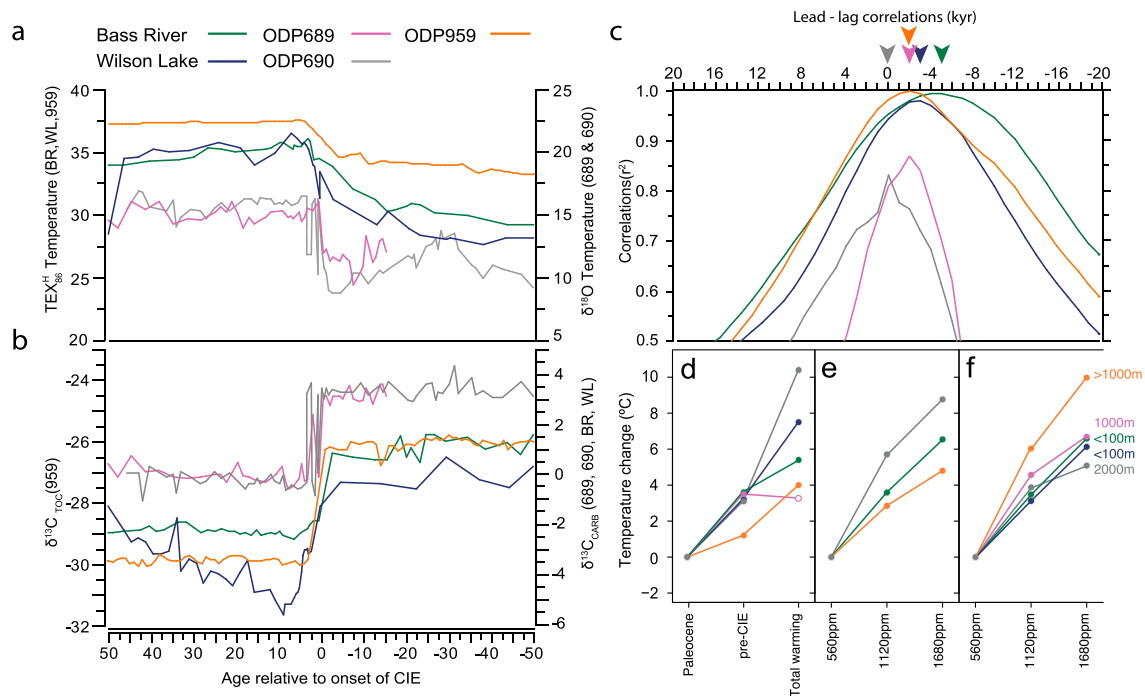 a
Bass River ODP689 ODP959
Wilson Lake ODP690
40
35
30
25
20
TEX86H Temperature (BR,WL,959)
25
20
15
10
5
δ18O Temperature (689 & 690)
b
-24
-26
-28
-30
-32
δ13C TOC(959)
4
2
0
-2
-4
-6
δ13CCARB (689, 690, BR, WL)
50 40 30 20 10 0 -10 -20 -30 -40 -50
Age relative to onset of CIE
c
Lead - lag correlations (kyr)
20 16 12 8 4 0 -4 -8 -12 -16 -20
1.0
0.9
0.8
0.7
0.6
0.5
Correlations(r2)
d e f
10
8
6
4
2
0
−2
Temperature change (ºC)
>1000m
1000m
<100m
<100m
2000m
Paleocene pre-CIE Total warming 560ppm 1120ppm 1680ppm 560ppm 1120ppm 1680ppm